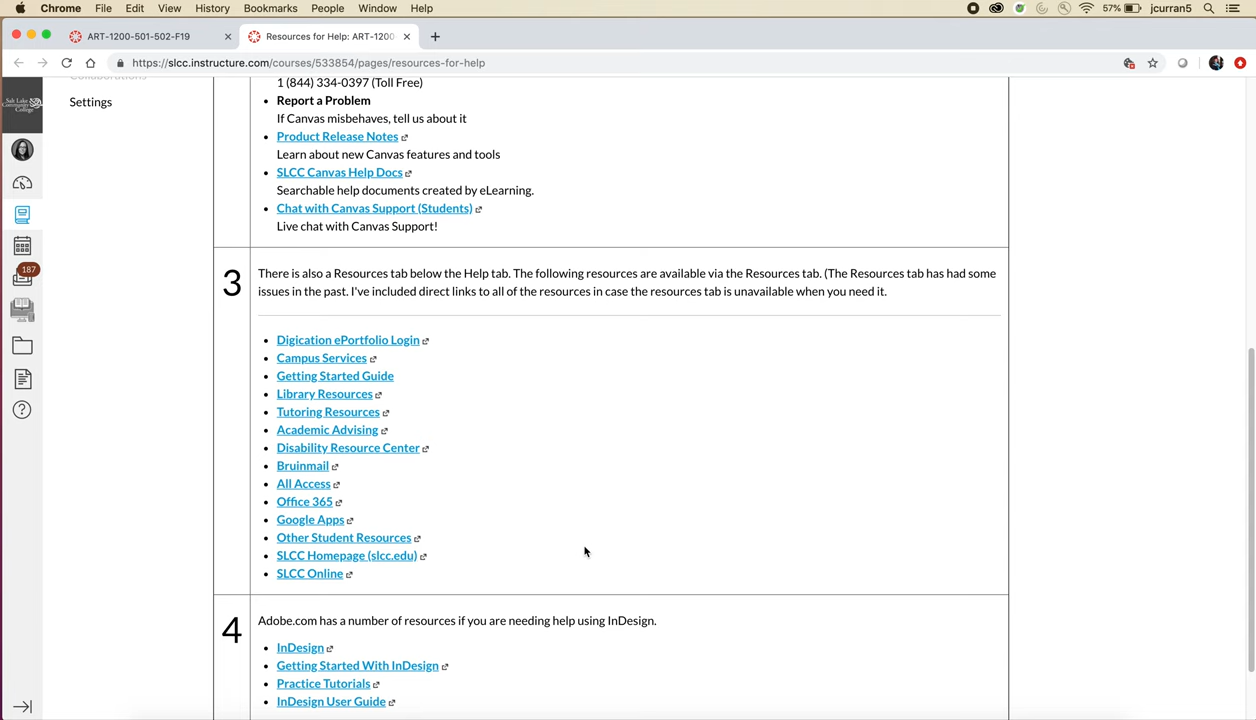 Chrome File Edit View History Bookmarks People Window Help 57% jcurran5
ART-1200-501-502-F19
Resources for Help: ART-1200
https://slcc.instructure.com/courses/533854/pages/resources-for-help
Salt Lake
Community
College
187
Collaborations
Settings
1 (844) 334-0397 (Toll Free)
Report a Problem
If Canvas misbehaves, tell us about it
Product Release Notes
Learn about new Canvas features and tools
SLCC Canvas Help Docs
Searchable help documents created by eLearning.
Chat with Canvas Support (Students)
Live chat with Canvas Support!
3
There is also a Resources tab below the Help tab. The following resources are available via the Resources tab. (The Resources tab has had some
issues in the past. I've included direct links to all of the resources in case the resources tab is unavailable when you need it.
Digication ePortfolio Login
Campus Services
Getting Started Guide
Library Resources
Tutoring Resources
Academic Advising
Disability Resource Center
Bruinmail
All Access
Office 365
Google Apps
Other Student Resources
SLCC Homepage (slcc.edu)
SLCC Online
4
Adobe.com has a number of resources if you are needing help using InDesign.
InDesign
Getting Started With InDesign
Practice Tutorials
InDesign User Guide